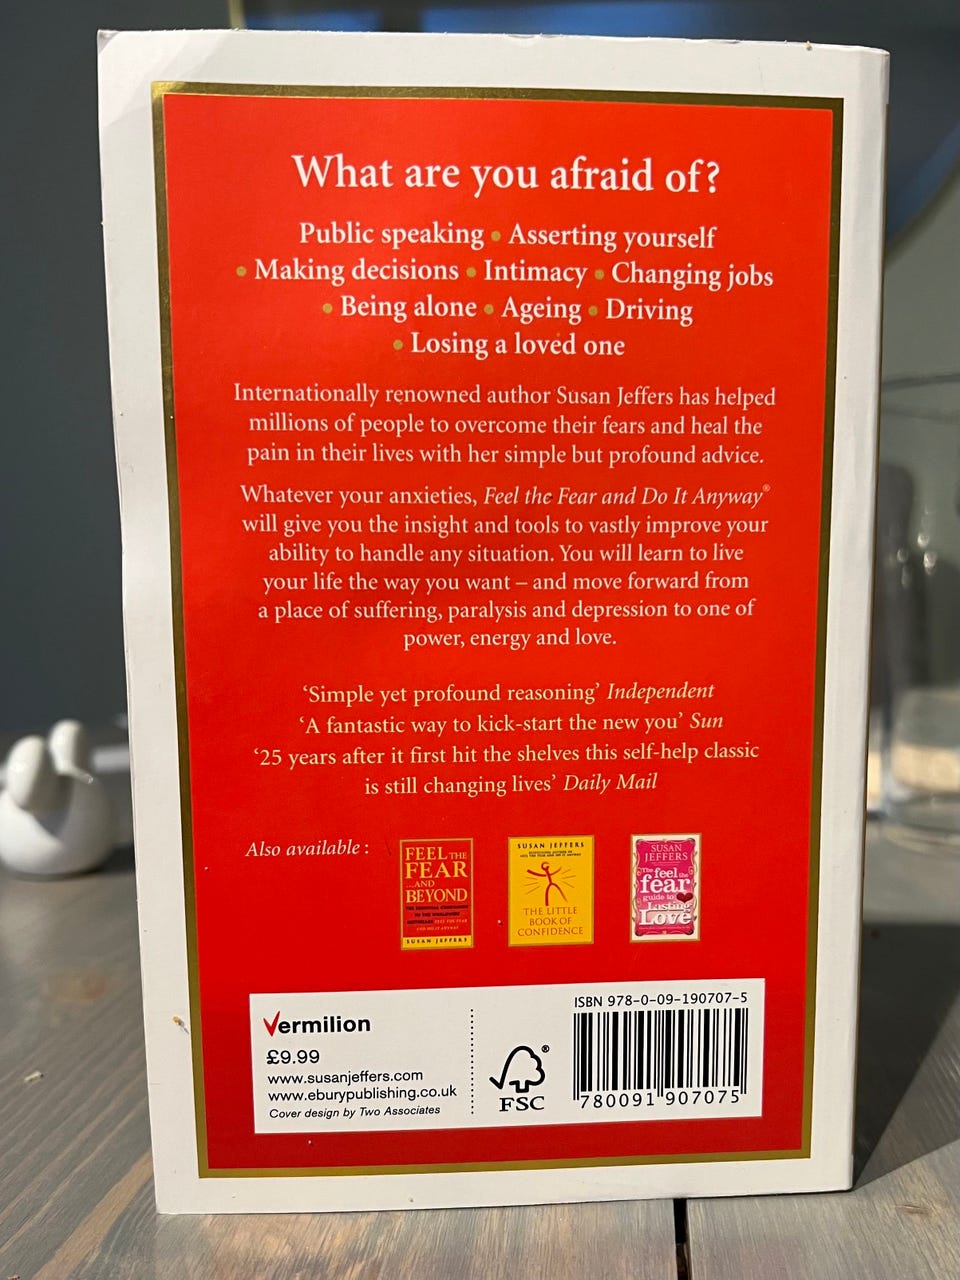 What are you afraid of?
Public speaking • Asserting yourself
• Making decisions • Intimacy • Changing jobs
• Being alone • Ageing • Driving
• Losing a loved one
Internationally renowned author Susan Jeffers has helped
millions of people to overcome their fears and heal the
pain in their lives with her simple but profound advice.
Whatever your anxieties, Feel the Fear and Do It Anyway®
will give you the insight and tools to vastly improve your
ability to handle any situation. You will learn to live
your life the way you want – and move forward from
a place of suffering, paralysis and depression to one of
power, energy and love.
‘Simple yet profound reasoning’ Independent
‘A fantastic way to kick-start the new you’ Sun
‘25 years after it first hit the shelves this self-help classic
is still changing lives’ Daily Mail
Also available :
FEEL THE
FEAR
...AND
BEYOND
SUSAN JEFFERS
SUSAN JEFFERS
THE LITTLE
BOOK OF
CONFIDENCE
SUSAN
JEFFERS
The feel the
fear
guide to
Lasting
Love
Vermilion
£9.99
www.susanjeffers.com
www.eburypublishing.co.uk
Cover design by Two Associates
FSC®
ISBN 978-0-09-190707-5
780091 907075